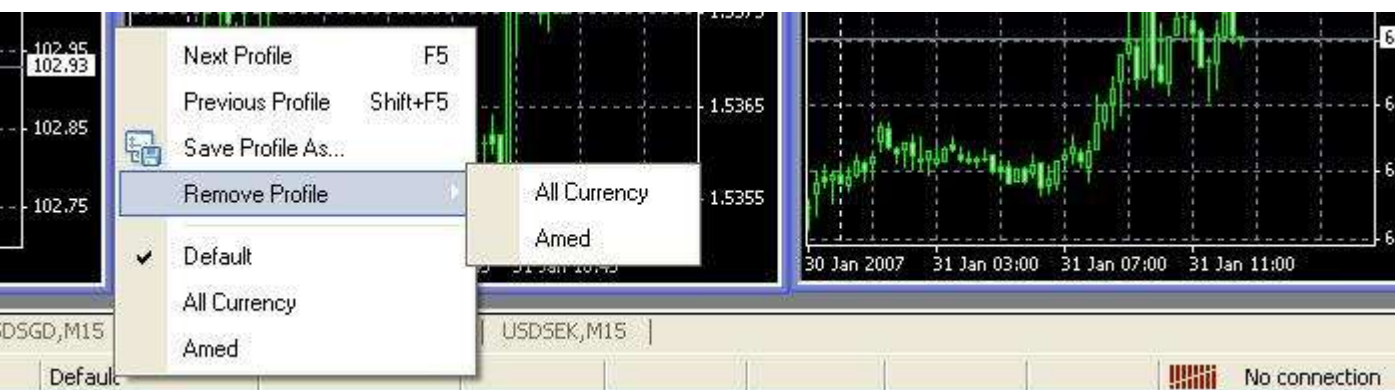 102.95
102.93
102.85
102.75
Next Profile F5
Previous Profile Shift+F5
Save Profile As...
Remove Profile
Default
All Currency
Amed
All Currency
Amed
1.5375
1.5365
1.5355
30 Jan 2007 31 Jan 03:00 31 Jan 07:00 31 Jan 11:00
USDSEK,M15
Default
No connection